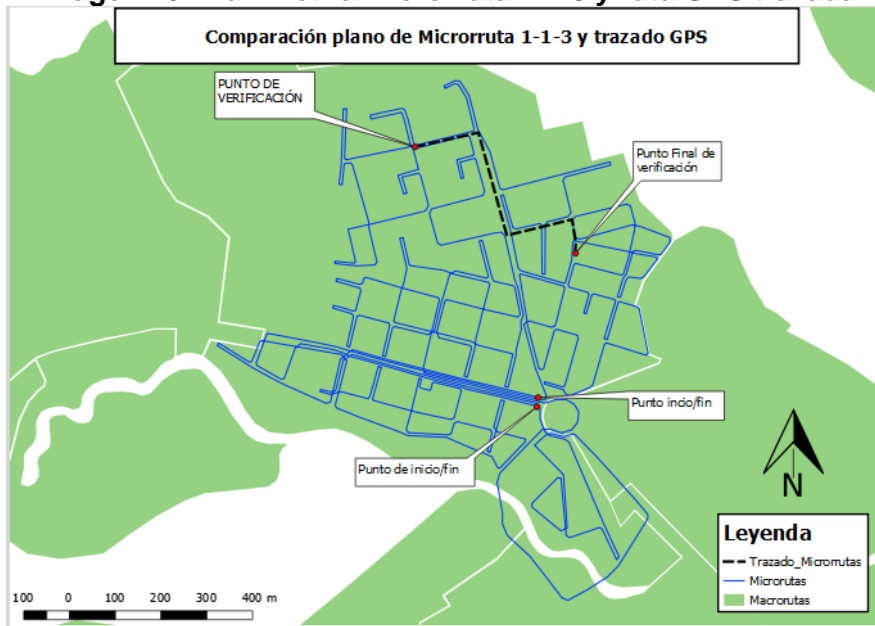 Comparación plano de Microrruta 1-1-3 y trazado GPS
PUNTO DE
VERIFICACIÓN
Punto Final de
verificación
Punto incio/fin
Punto de inicio/fin
N
Leyenda
Trazado_Microrrutas
Microrutas
Macrorutas
100 0 100 200 300 400 m